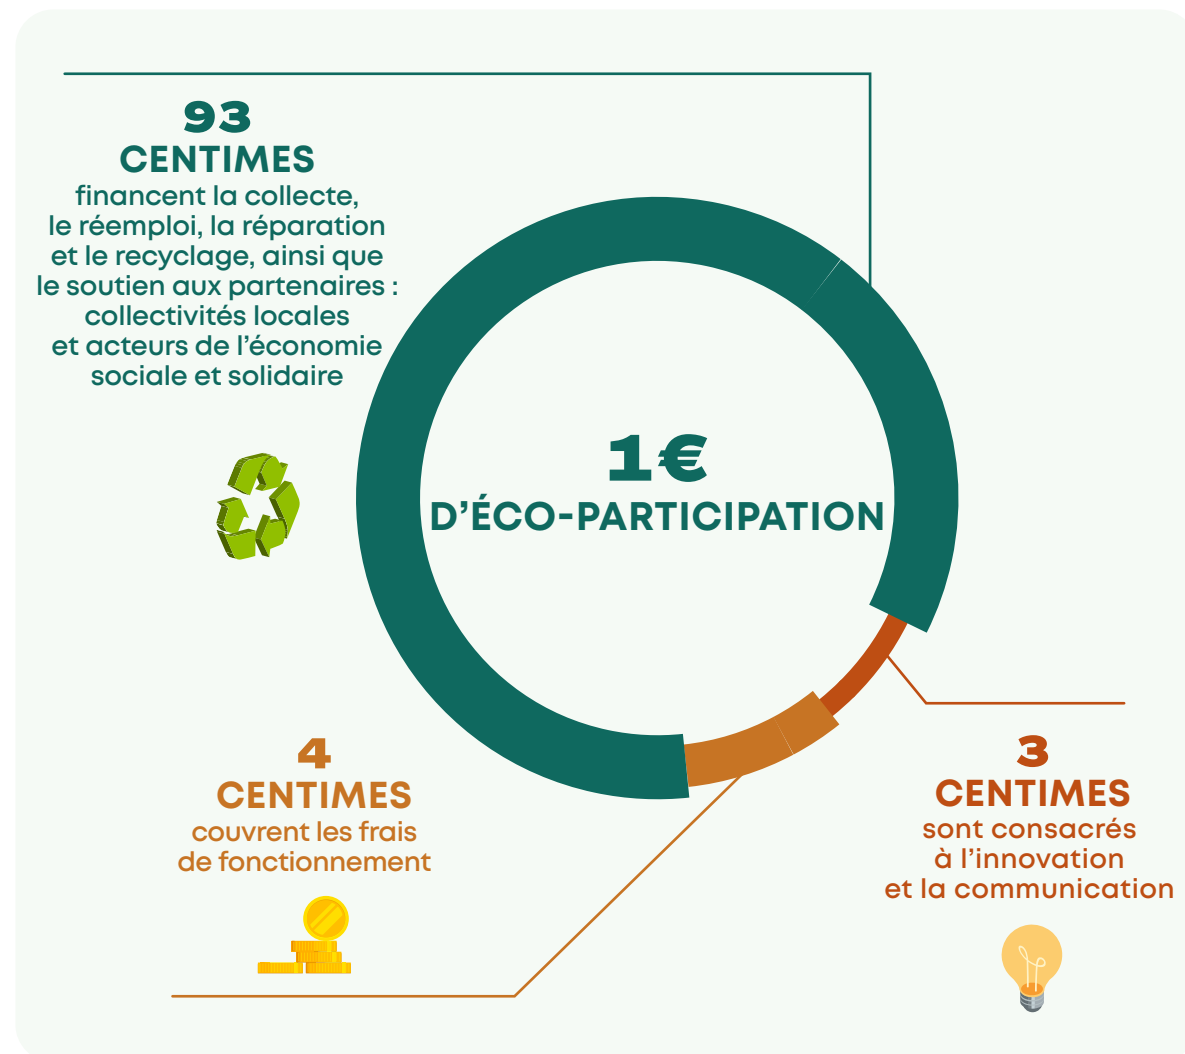 93
CENTIMES
financent la collecte,
le réemploi, la réparation
et le recyclage, ainsi que
le soutien aux partenaires :
collectivités locales
et acteurs de l’économie
sociale et solidaire
1€
D’ÉCO-PARTICIPATION
4
CENTIMES
couvrent les frais
de fonctionnement
3
CENTIMES
sont consacrés
à l’innovation
et la communication